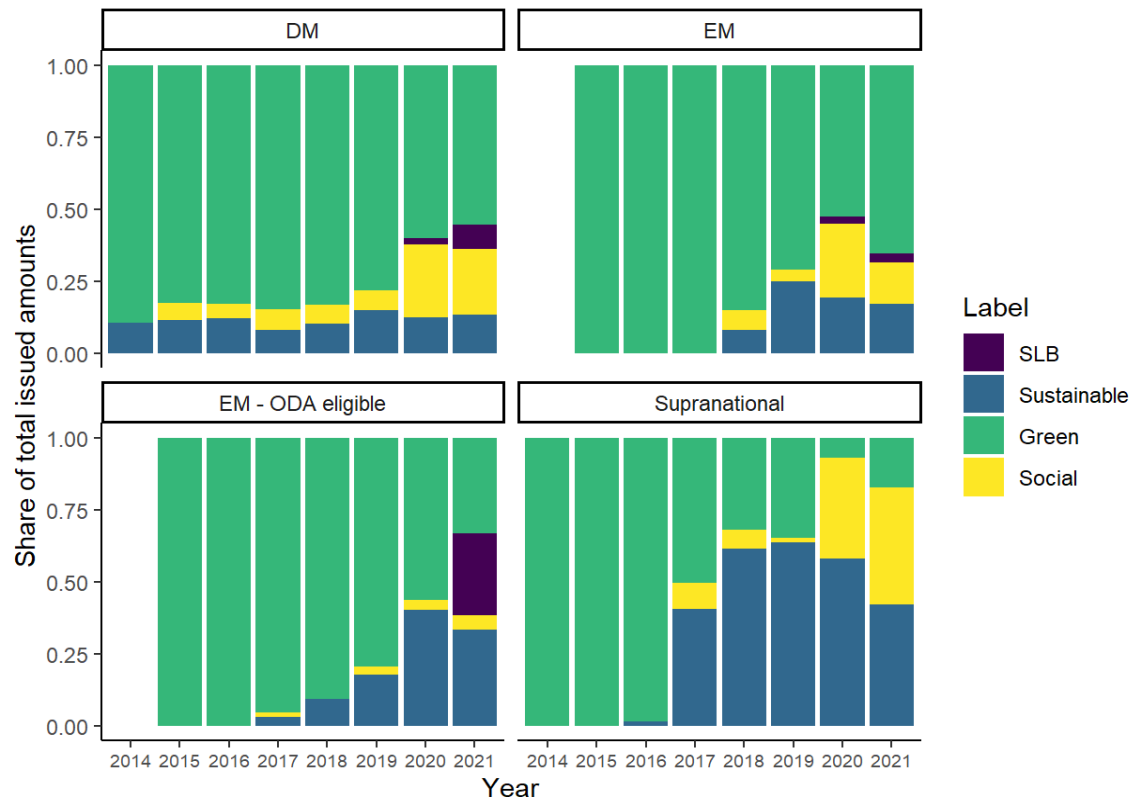 DM
EM
1.00
0.75
0.50
0.25
0.00
EM - ODA eligible
Supranational
1.00
0.75
0.50
0.25
0.00
2014 2015 2016 2017 2018 2019 2020 2021
2014 2015 2016 2017 2018 2019 2020 2021
Year
Share of total issued amounts
Label
SLB
Sustainable
Green
Social